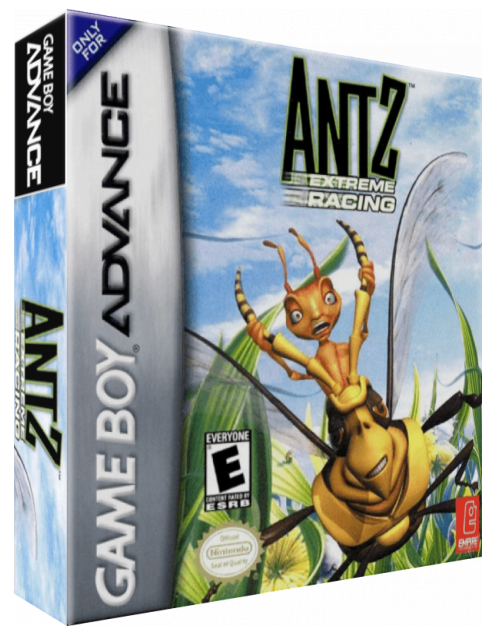 GAME BOY
ADVANCE
ANTZ
EXTREME
RACING
ONLY
FOR
GAME BOY ADVANCE
ANTZ™
EXTREME
RACING
EVERYONE
E
CONTENT RATED BY
ESRB
Official
Nintendo
Seal of Quality
e
EMPIRE